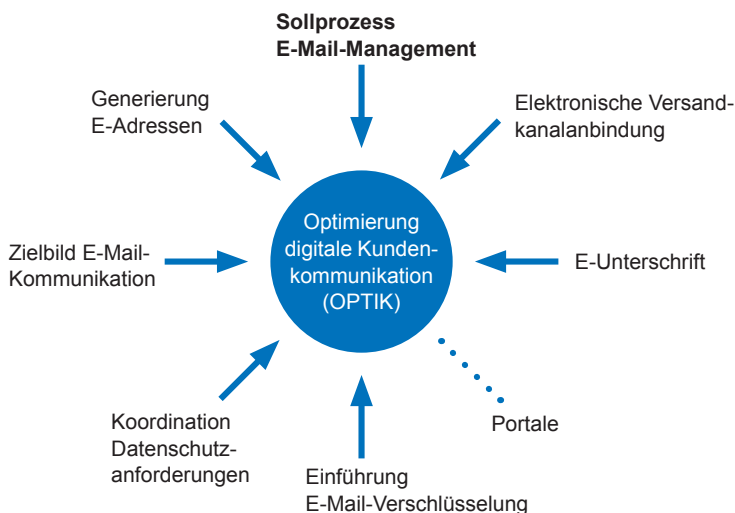 Sollprozess
E-Mail-Management
Generierung
E-Adressen
Elektronische Versand-
kanalanbindung
Optimierung
digitale Kunden-
kommunikation
(OPTIK)
Zielbild E-Mail-
Kommunikation
E-Unterschrift
Koordination
Datenschutz-
anforderungen
Portale
Einführung
E-Mail-Verschlüsselung